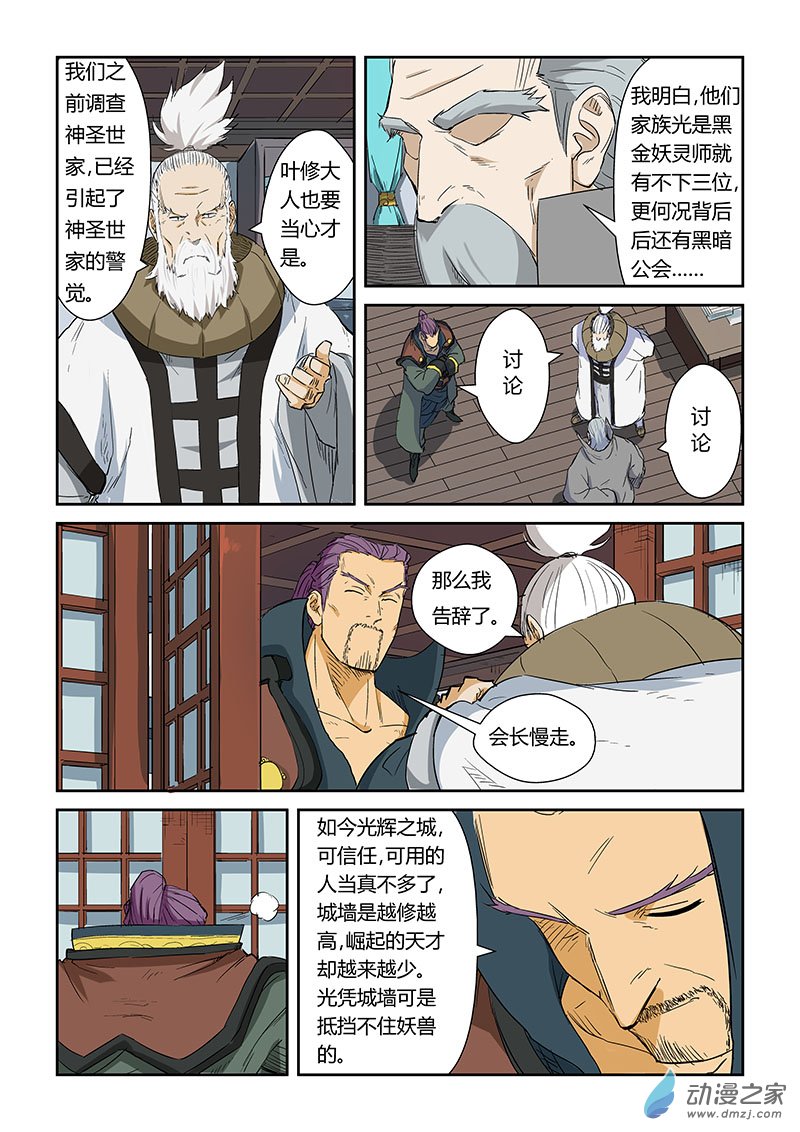 我们之
前调查
神圣世
家,已经
引起了
神圣世
家的警
觉。
叶修大
人也要
当心才
是。
我明白,他们
家族光是黑
金妖灵师就
有不下三位,
更何况背后
后还有黑暗
公会……
讨
论
讨
论
那么我
告辞了。
会长慢走。
如今光辉之城,
可信任,可用的
人当真不多了,
城墙是越修越
高,崛起的天才
却越来越少。
光凭城墙可是
抵挡不住妖兽
的。
动漫之家
www.dmzj.com